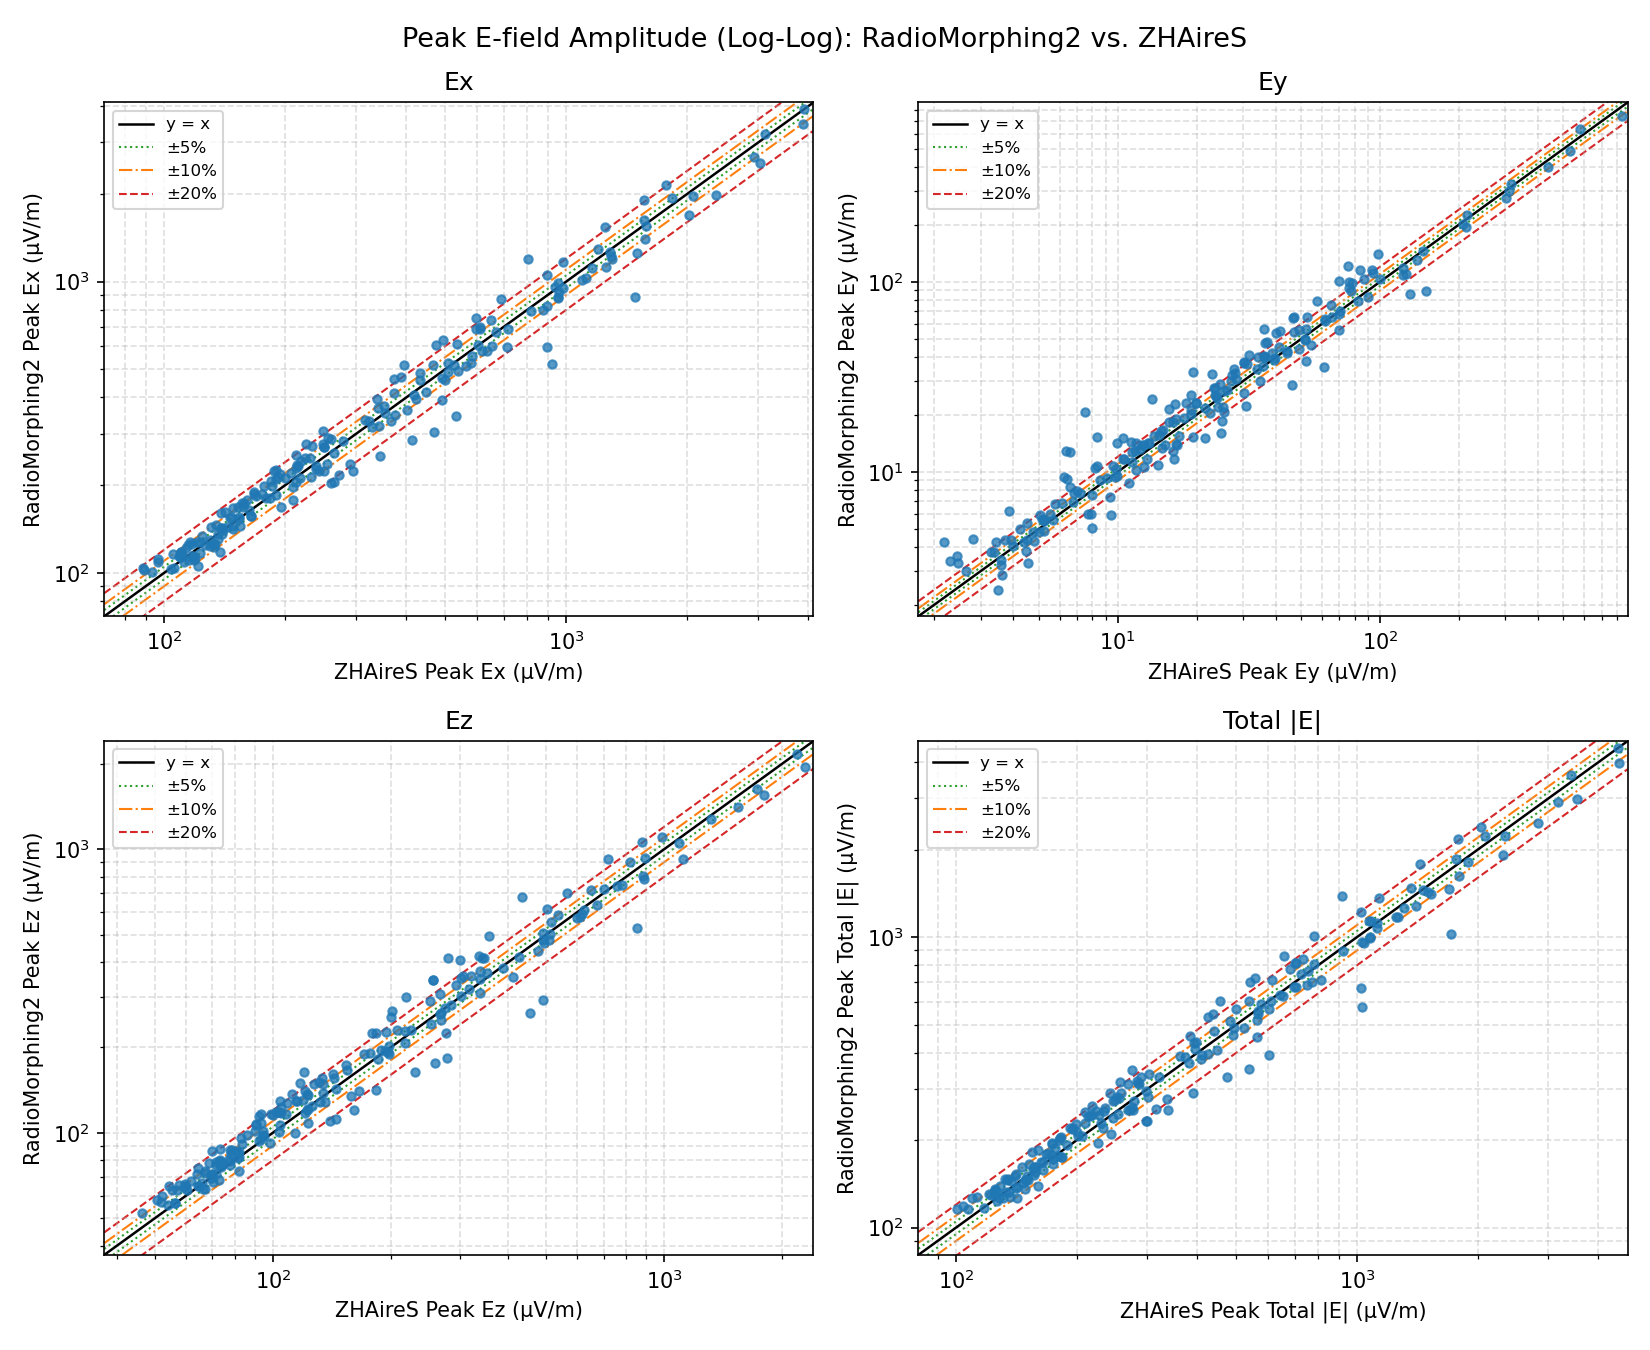 Peak E-field Amplitude (Log-Log): RadioMorphing2 vs. ZHAireS
Ex
y = x
±5%
±10%
±20%
RadioMorphing2 Peak Ex (µV/m)
10³
10²
10²
10³
ZHAireS Peak Ex (µV/m)
Ey
y = x
±5%
±10%
±20%
RadioMorphing2 Peak Ey (µV/m)
10²
10¹
10¹
10²
ZHAireS Peak Ey (µV/m)
Ez
y = x
±5%
±10%
±20%
RadioMorphing2 Peak Ez (µV/m)
10³
10²
10²
10³
ZHAireS Peak Ez (µV/m)
Total |E|
y = x
±5%
±10%
±20%
RadioMorphing2 Peak Total |E| (µV/m)
10³
10²
10²
10³
ZHAireS Peak Total |E| (µV/m)